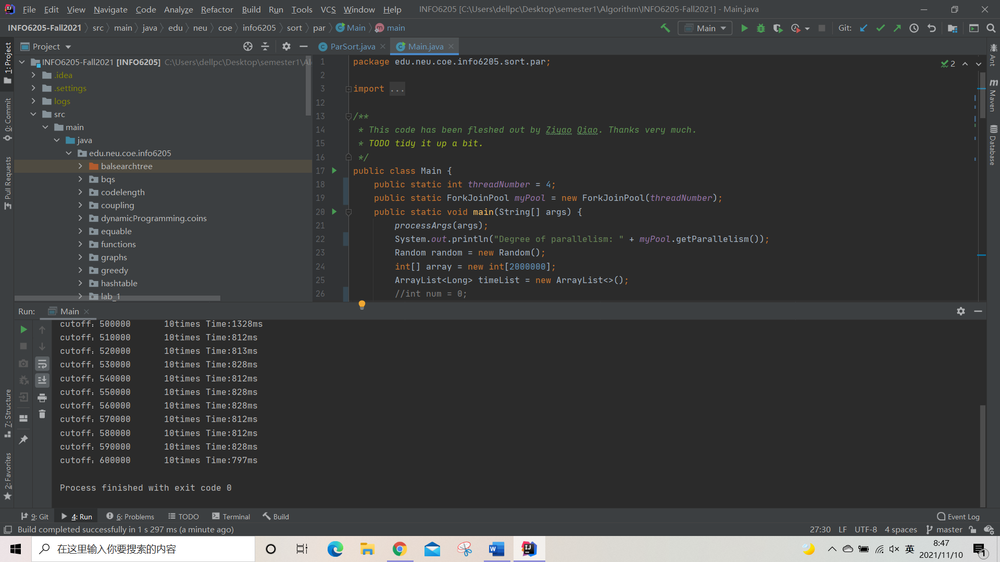 File Edit View Navigate Code Analyze Refactor Build Run Tools VCS Window Help INFO6205 [C:\Users\dellpc\Desktop\semester1\Algorithm\INFO6205-Fall2021] - Main.java
INFO6205-Fall2021 src main java edu neu coe info6205 sort par Main main
Main Git:
Project
ParSort.java Main.java
1: Project
0: Commit
Pull Requests
7: Structure
2: Favorites
INFO6205-Fall2021 [INFO6205] C:\Users\dellpc\Desktop\semester1\Al
.idea
.settings
logs
src
main
java
edu.neu.coe.info6205
balsearchtree
bqs
codelength
coupling
dynamicProgramming.coins
equable
functions
graphs
greedy
hashtable
lab_1
1 package edu.neu.coe.info6205.sort.par;
2
3 import ...
12
13 /**
14 * This code has been fleshed out by Ziyao Qiao. Thanks very much.
15 * TODO tidy it up a bit.
16 */
17 public class Main {
18 public static int threadNumber = 4;
19 public static ForkJoinPool myPool = new ForkJoinPool(threadNumber);
20 public static void main(String[] args) {
21 processArgs(args);
22 System.out.println("Degree of parallelism: " + myPool.getParallelism());
23 Random random = new Random();
24 int[] array = new int[2000000];
25 ArrayList<Long> timeList = new ArrayList<>();
26 //int num = 0;
2
Ant
Maven
Database
Run: Main
cutoff：500000 10times Time:1328ms
cutoff：510000 10times Time:812ms
cutoff：520000 10times Time:813ms
cutoff：530000 10times Time:828ms
cutoff：540000 10times Time:812ms
cutoff：550000 10times Time:828ms
cutoff：560000 10times Time:828ms
cutoff：570000 10times Time:812ms
cutoff：580000 10times Time:812ms
cutoff：590000 10times Time:828ms
cutoff：600000 10times Time:797ms
Process finished with exit code 0
9: Git 4: Run 6: Problems TODO Terminal Build Event Log
Build completed successfully in 1 s 297 ms (a minute ago) 27:30 LF UTF-8 4 spaces master
在这里输入你要搜索的内容
英
8:47
2021/11/10
1